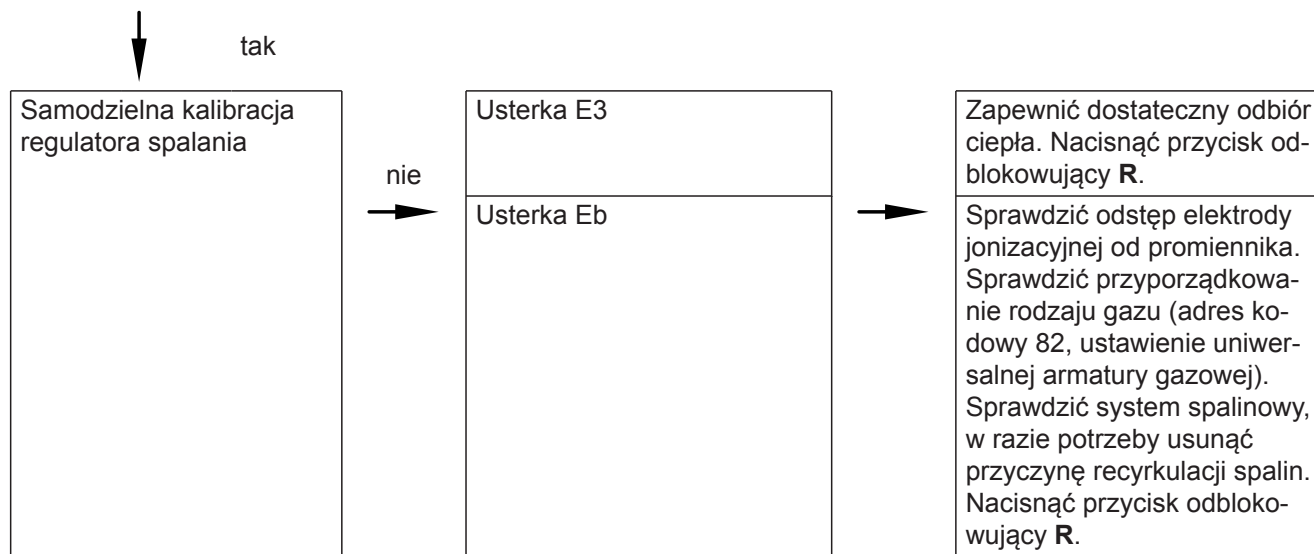 tak
Samodzielna kalibracja
regulatora spalania
nie
Usterka E3
Usterka Eb
Zapewnić dostateczny odbiór
ciepła. Nacisnąć przycisk od-
blokowujący R.
Sprawdzić odstęp elektrody
jonizacyjnej od promiennika.
Sprawdzić przyporządkowa-
nie rodzaju gazu (adres ko-
dowy 82, ustawienie uniwer-
salnej armatury gazowej).
Sprawdzić system spalinowy,
w razie potrzeby usunąć
przyczynę recyrkulacji spalin.
Nacisnąć przycisk odbloko-
wujący R.